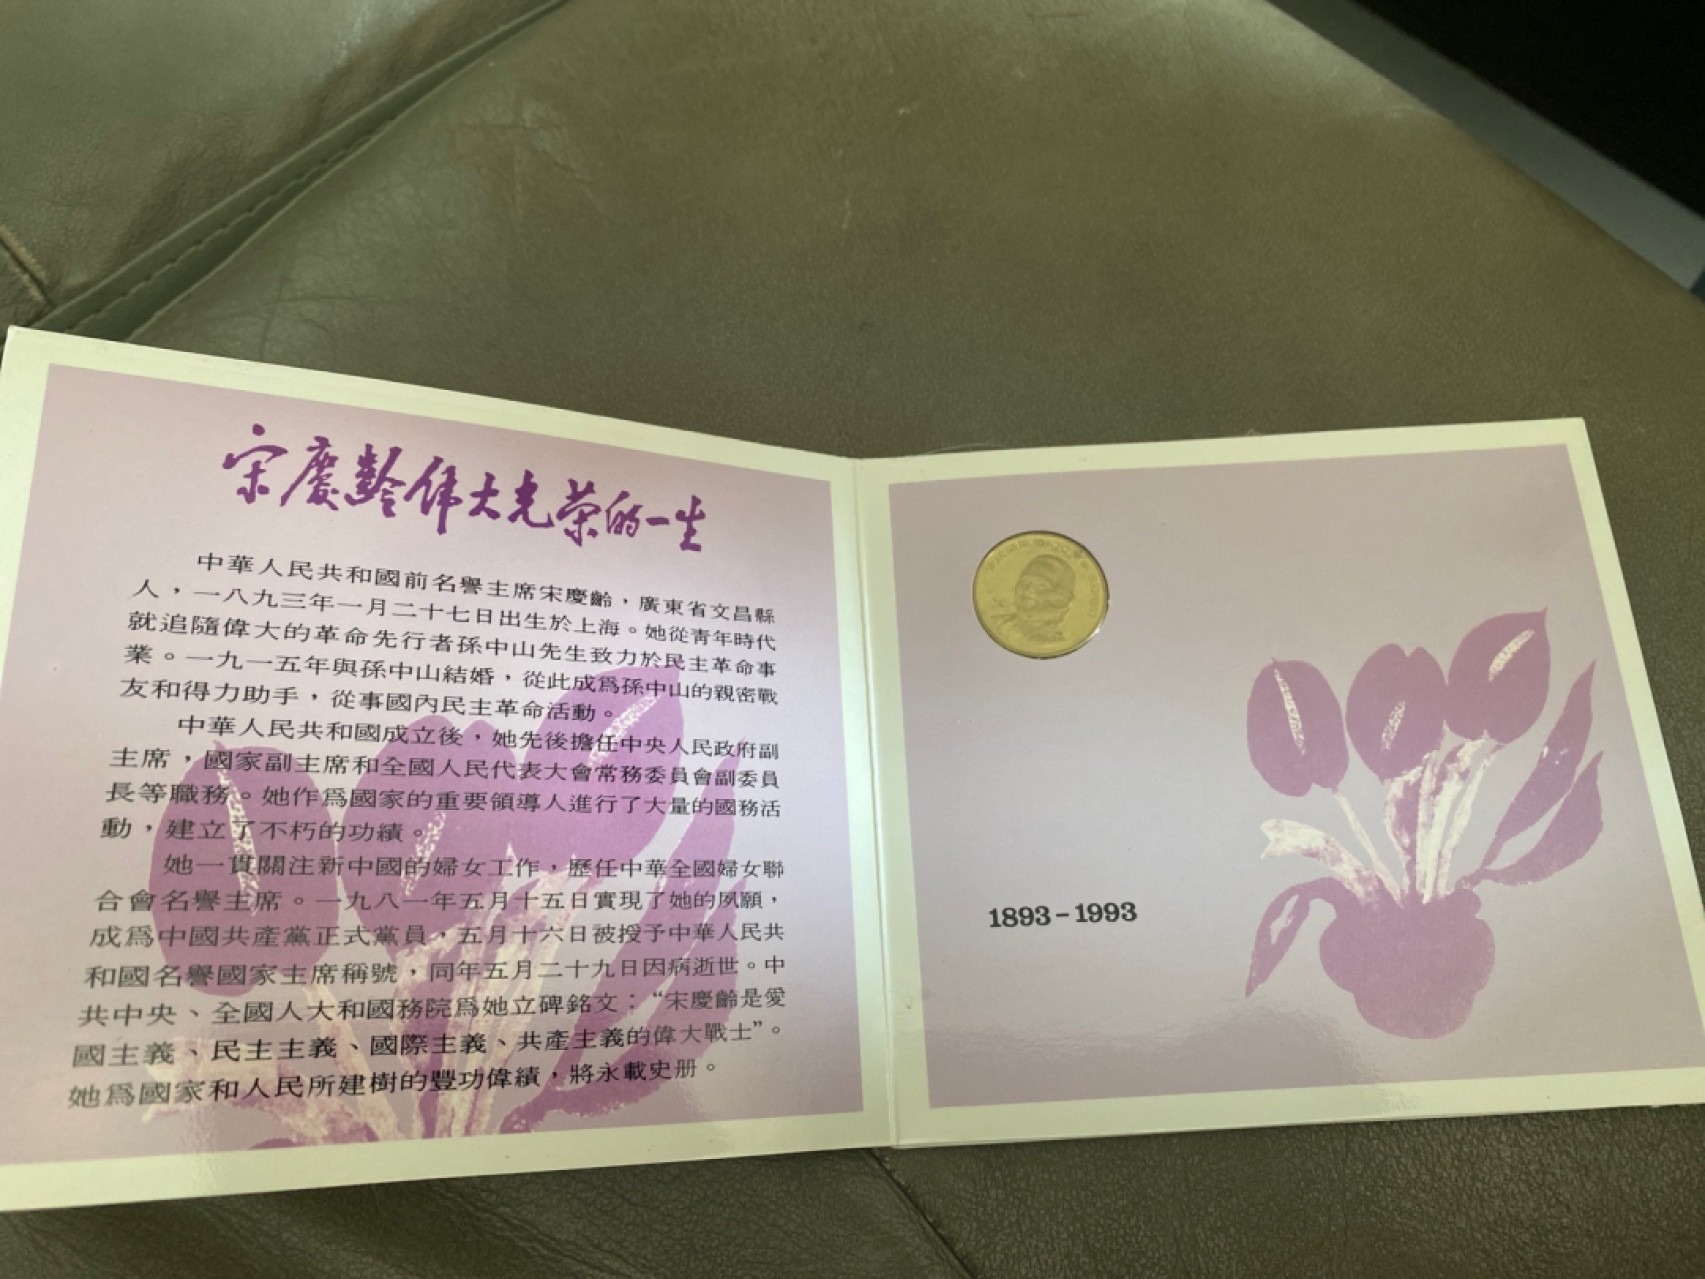 宋慶齡偉大光荣的一生
中華人民共和國前名譽主席宋慶齡，廣東省文昌縣
人，一八九三年一月二十七日出生於上海。她從靑年時代
就追隨偉大的革命先行者孫中山先生致力於民主革命事
業。一九一五年與孫中山結婚，從此成爲孫中山的親密戰
友和得力助手，從事國內民主革命活動。
中華人民共和國成立後，她先後擔任中央人民政府副
主席，國家副主席和全國人民代表大會常務委員會副委員
長等職務。她作爲國家的重要領導人進行了大量的國務活
動，建立了不朽的功績。
她一貫關注新中國的婦女工作，歷任中華全國婦女聯
合會名譽主席。一九八一年五月十五日實現了她的夙願，
成爲中國共產黨正式黨員，五月十六日被授予中華人民共
和國名譽國家主席稱號，同年五月二十九日因病逝世。中
共中央、全國人大和國務院爲她立碑銘文：“宋慶齡是愛
國主義、民主主義、國際主義、共產主義的偉大戰士”。
她爲國家和人民所建樹的豐功偉績，將永載史册。
1893－1993